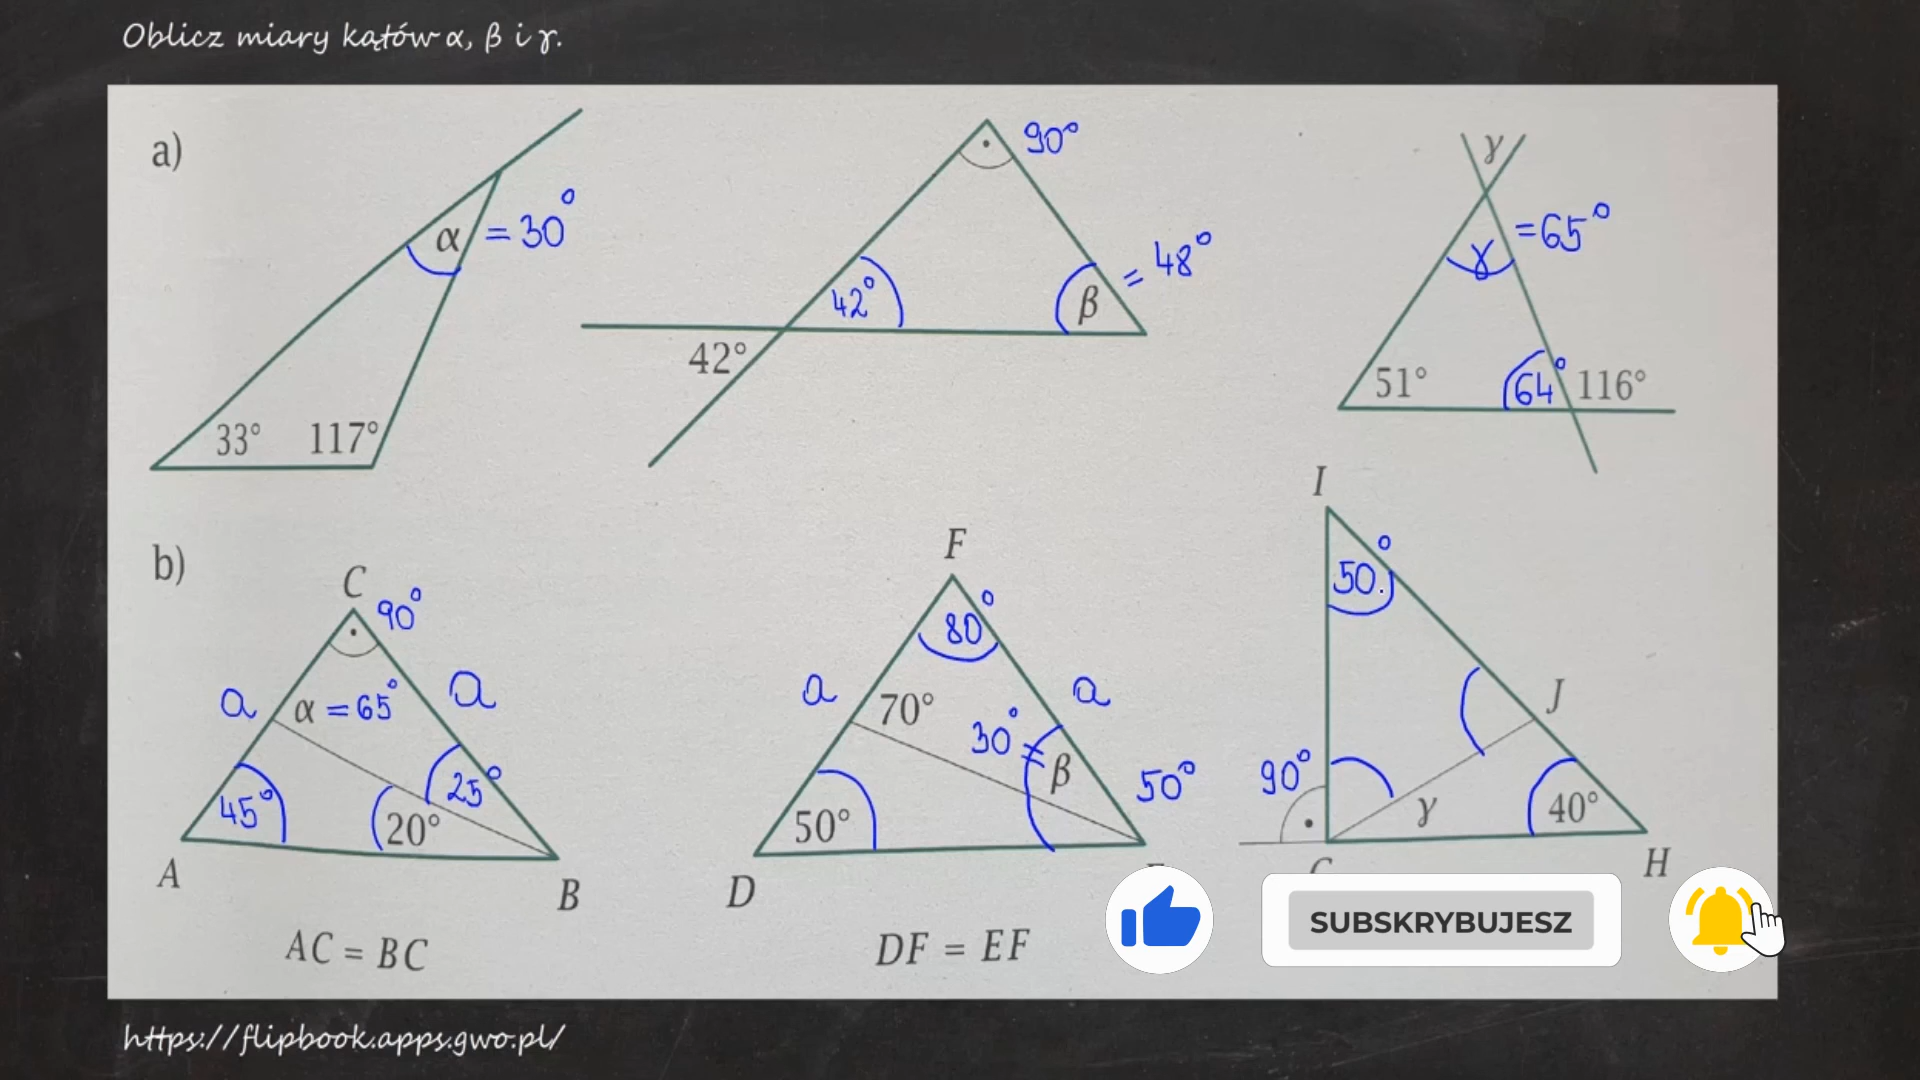 Oblicz miary kątów α, β i γ.
a)
α = 30°
33° 117°
90°
42° β = 48°
42°
γ
γ = 65°
51° 64° 116°
b)
C 90°
a α = 65° a
45° 20° 25°
A B
AC = BC
F
80°
a 70° 30° = β a 50°
50°
D
DF = EF
I
50°
J
90° γ 40°
H
SUBSKRYBUJESZ
https://flipbook.apps.gwo.pl/